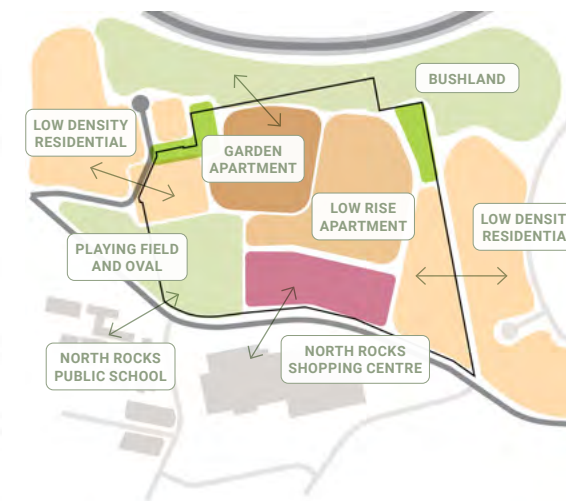 BUSHLAND
LOW DENSITY
RESIDENTIAL
GARDEN
APARTMENT
LOW RISE
APARTMENT
LOW DENSIT
RESIDENTIA
PLAYING FIELD
AND OVAL
NORTH ROCKS
PUBLIC SCHOOL
NORTH ROCKS
SHOPPING CENTRE